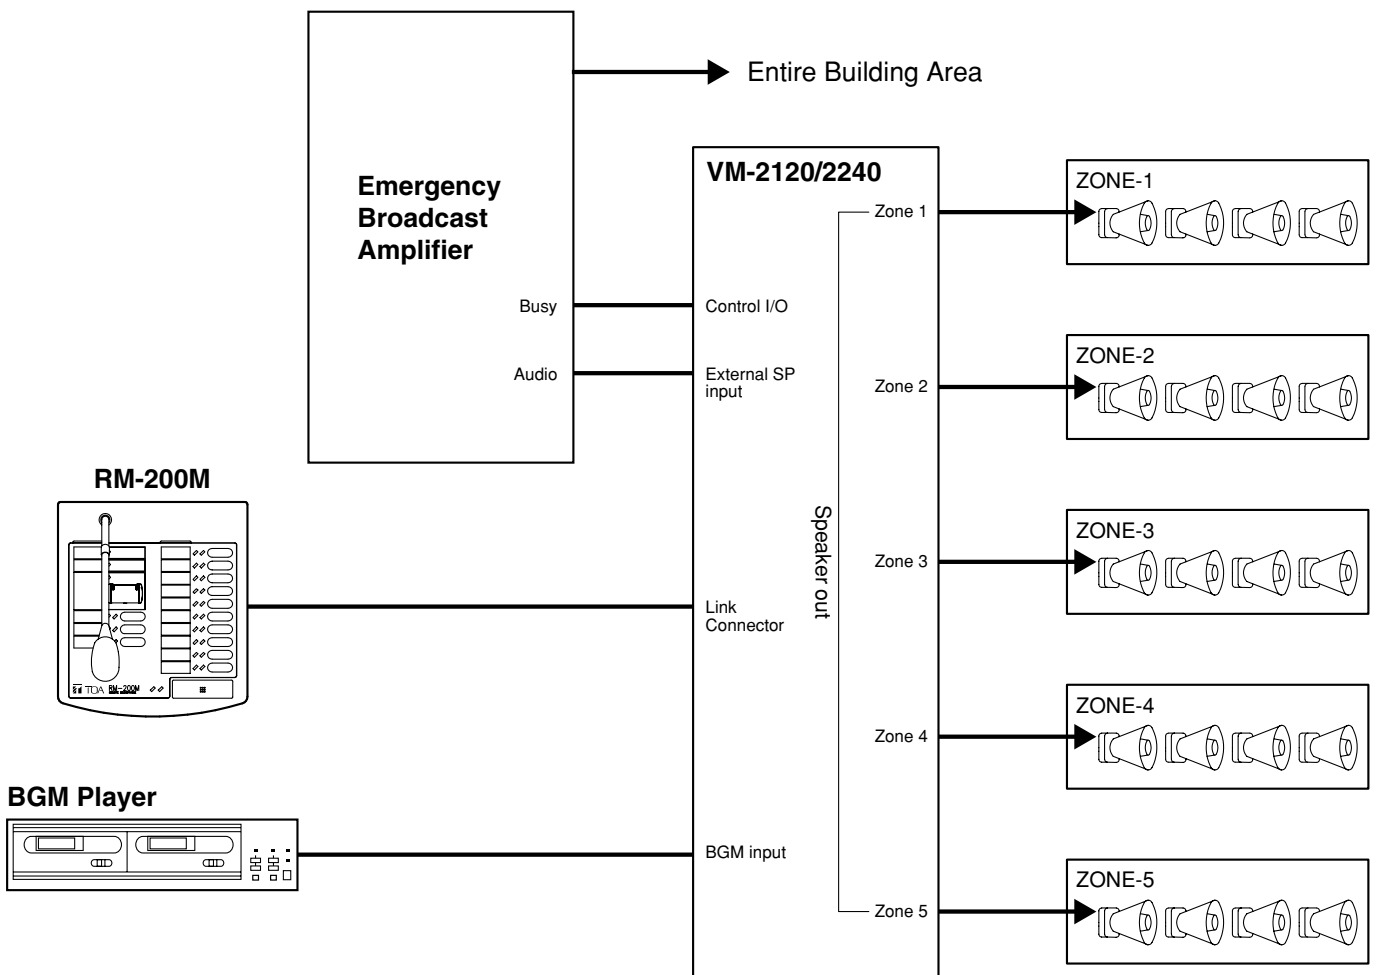 Entire Building Area
Emergency
Broadcast
Amplifier
Busy
Audio
VM-2120/2240
Control I/O
External SP
input
Link
Connector
BGM input
Speaker out
Zone 1
Zone 2
Zone 3
Zone 4
Zone 5
ZONE-1
ZONE-2
ZONE-3
ZONE-4
ZONE-5
RM-200M
TOA RM-200M
BGM Player